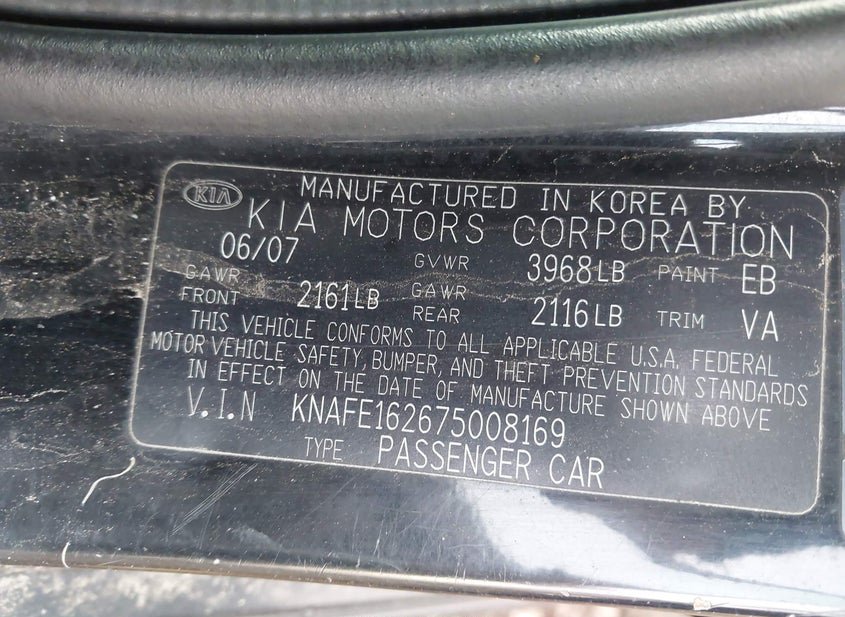 KIA MANUFACTURED IN KOREA BY
KIA MOTORS CORPORATION
06/07 GVWR 3968LB PAINT EB
GAWR FRONT 2161LB GAWR REAR 2116LB TRIM VA
THIS VEHICLE CONFORMS TO ALL APPLICABLE U.S.A. FEDERAL
MOTOR VEHICLE SAFETY, BUMPER, AND THEFT PREVENTION STANDARDS
IN EFFECT ON THE DATE OF MANUFACTURE SHOWN ABOVE
V.I.N KNAFE162675008169
TYPE PASSENGER CAR